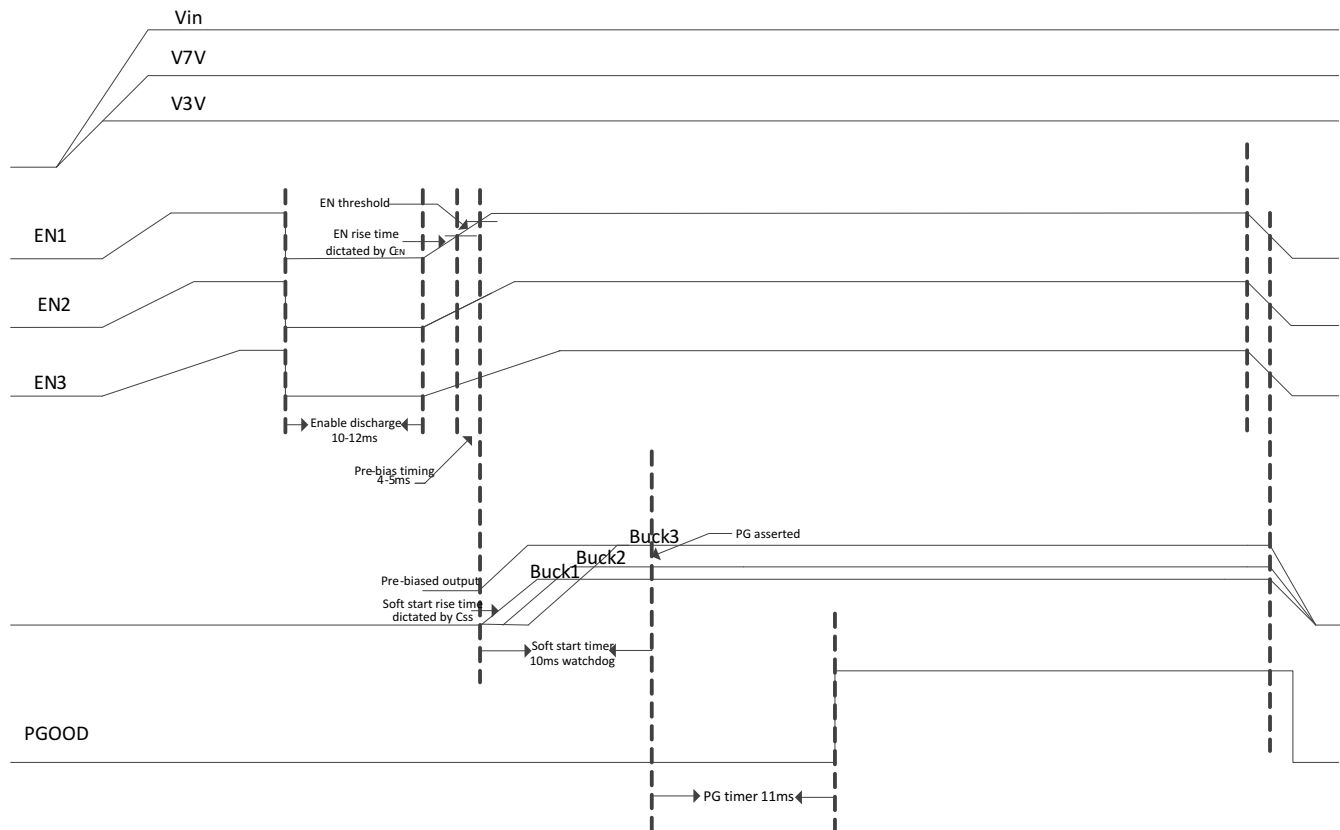 Vin
V7V
V3V
EN threshold
EN1
EN rise time
dictated by CEN
EN2
EN3
Enable discharge
10-12ms
Pre-bias timing
4-5ms
Buck3
PG asserted
Buck2
Buck1
Pre-biased output
Soft start rise time
dictated by Css
Soft start timer
10ms watchdog
PGOOD
PG timer 11ms